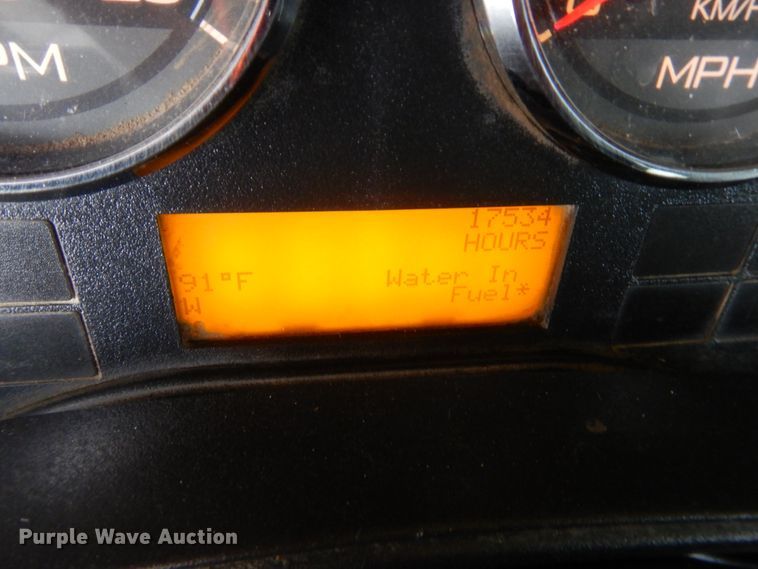 PM
KM/H
MPH
17534
HOURS
91°F
Water In
W
Fuel*
Purple Wave Auction